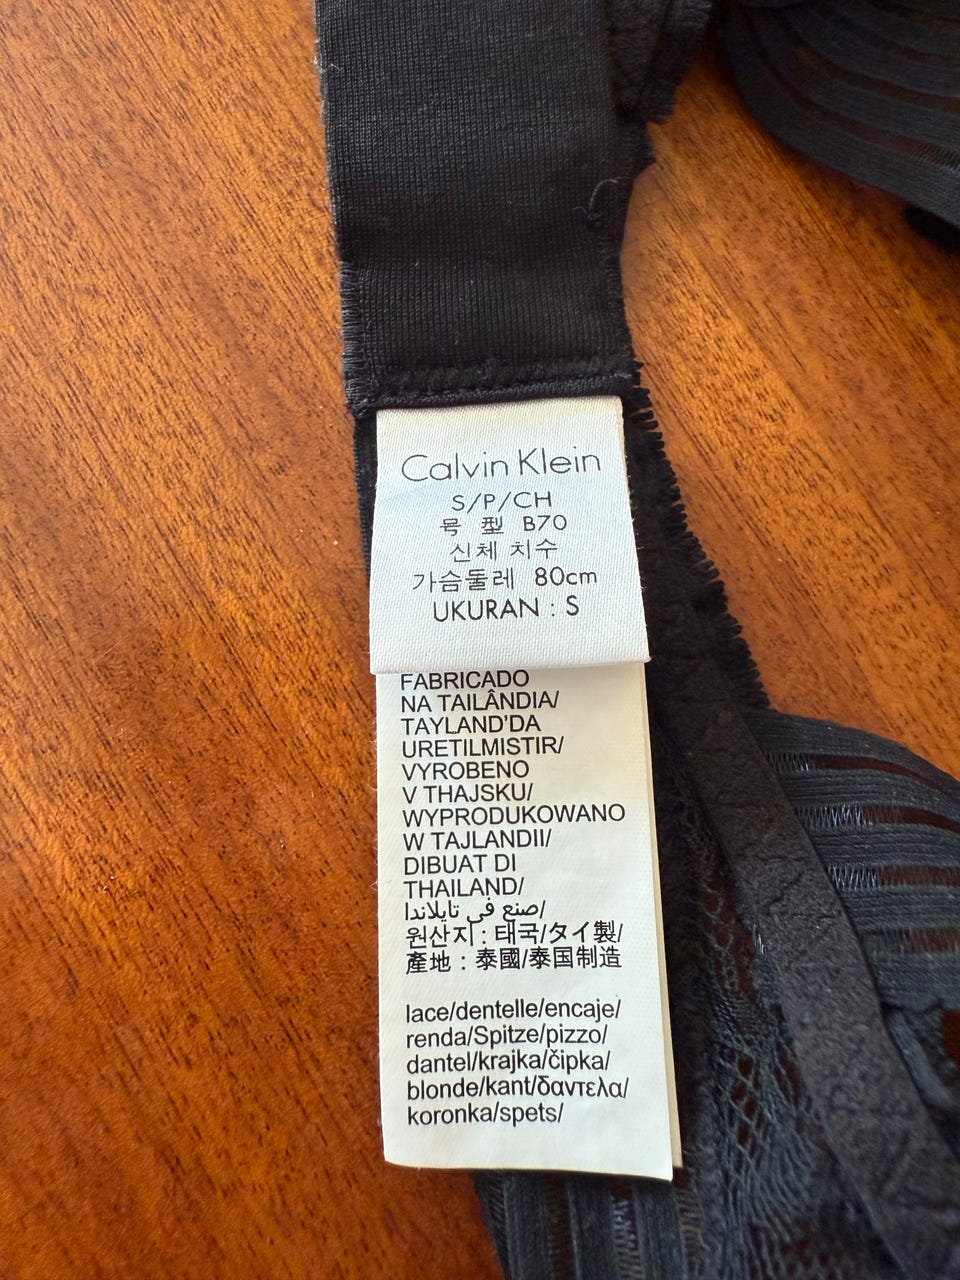 Calvin Klein
S/P/CH
号 型 B70
신체 치수
가슴둘레 80cm
UKURAN : S
FABRICADO
NA TAILÂNDIA/
TAYLAND'DA
URETILMISTIR/
VYROBENO
V THAJSKU/
WYPRODUKOWANO
W TAJLANDII/
DIBUAT DI
THAILAND/
صنع في تايلاندا/
원산지 : 태국/タイ製/
產地 : 泰國/泰国制造
lace/dentelle/encaje/
renda/Spitze/pizzo/
dantel/krajka/čipka/
blonde/kant/δαντελα/
koronka/spets/